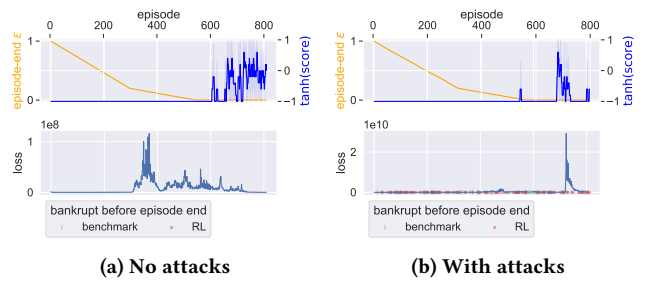 episode
0 200 400 600 800
episode-end ε
1
0
1
0
−1
tanh(score)
1e8
loss
1
0
bankrupt before episode end
benchmark RL
(a) No attacks
episode
0 200 400 600 800
episode-end ε
1
0
1
0
−1
tanh(score)
1e10
loss
2
0
bankrupt before episode end
benchmark RL
(b) With attacks